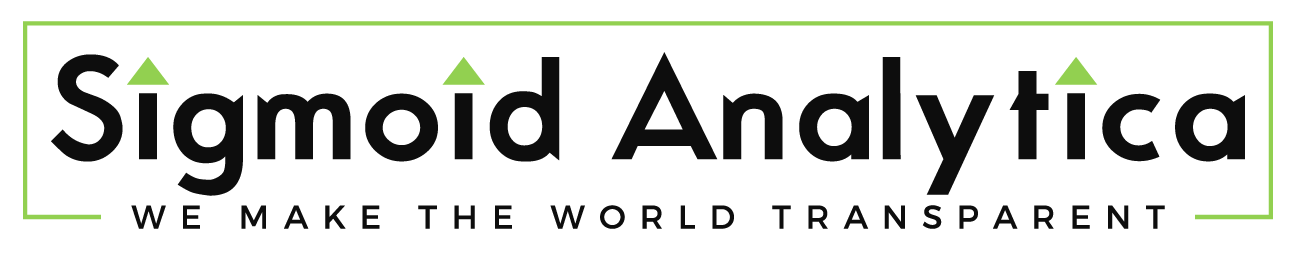 Sigmoid Analytica
WE MAKE THE WORLD TRANSPARENT